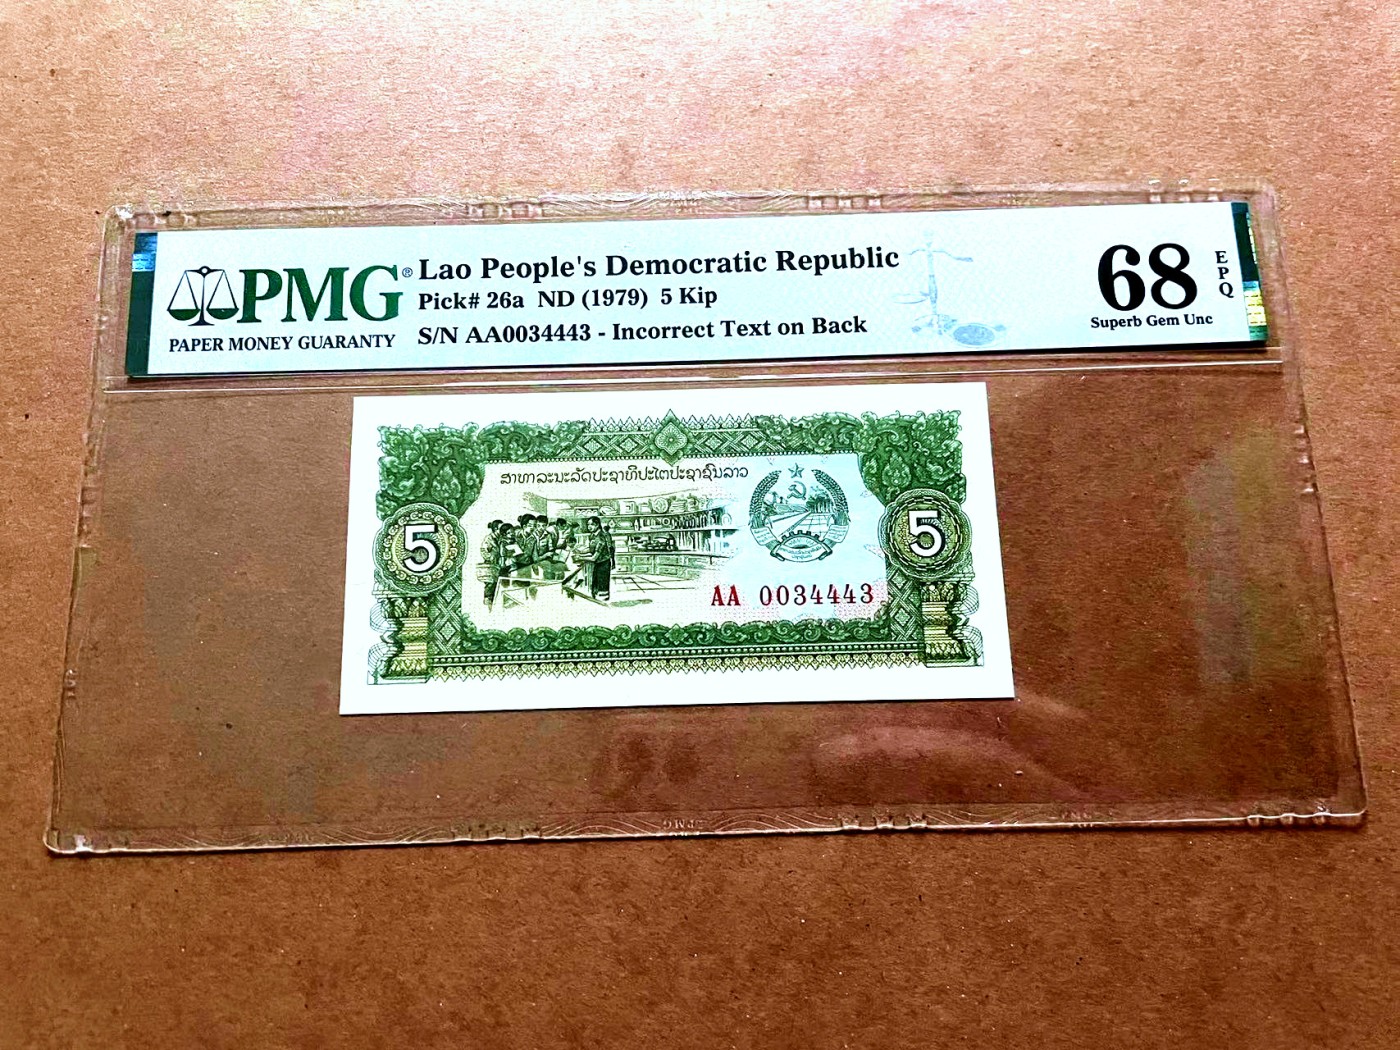 PMG® Lao People's Democratic Republic
Pick# 26a ND (1979) 5 Kip
PAPER MONEY GUARANTY
S/N AA0034443 - Incorrect Text on Back
68 EPQ
Superb Gem Unc
ສາທາລະນະລັດປະຊາທິປະໄຕປະຊາຊົນລາວ
5
5
AA 0034443
PMG